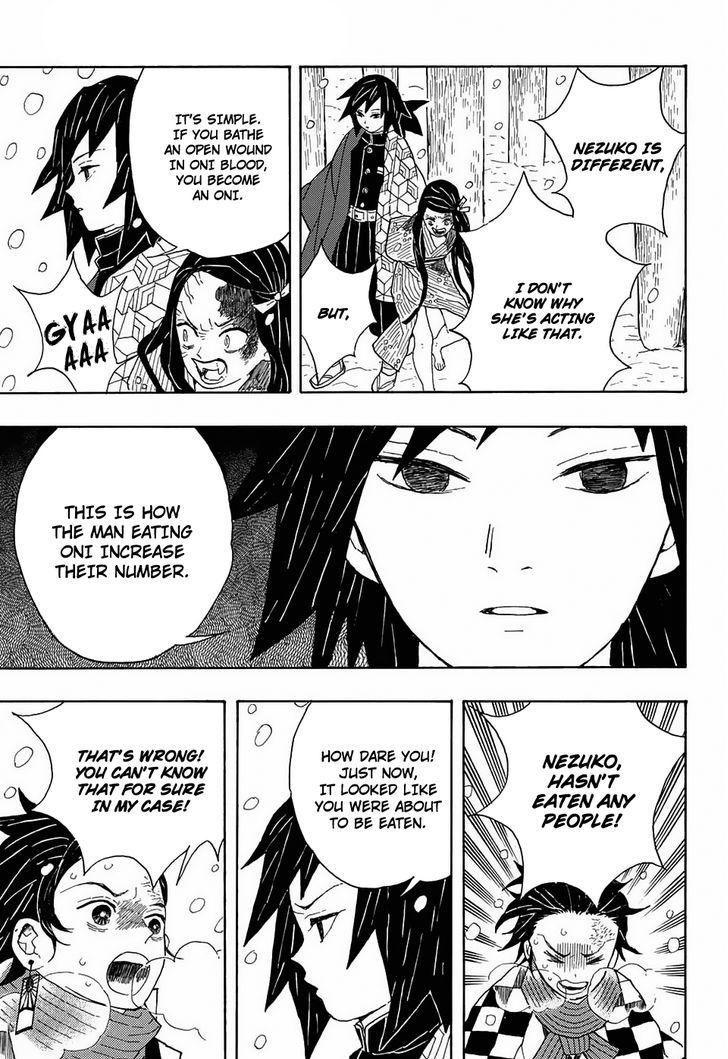 NEZUKO IS
DIFFERENT,
I DON'T
KNOW WHY
SHE'S ACTING
LIKE THAT.
BUT,
IT'S SIMPLE.
IF YOU BATHE
AN OPEN WOUND
IN ONI BLOOD,
YOU BECOME
AN ONI.
GYAA
AAA
THIS IS HOW
THE MAN EATING
ONI INCREASE
THEIR NUMBER.
NEZUKO,
HASN'T
EATEN ANY
PEOPLE!
HOW DARE YOU!
JUST NOW,
IT LOOKED LIKE
YOU WERE ABOUT
TO BE EATEN.
THAT'S WRONG!
YOU CAN'T KNOW
THAT FOR SURE
IN MY CASE!